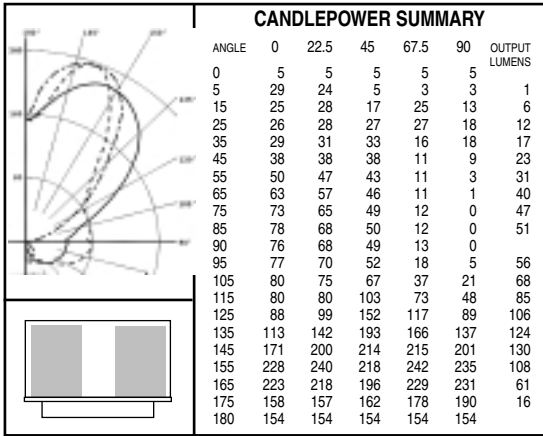 CANDLEPOWER SUMMARY
ANGLE 0 22.5 45 67.5 90 OUTPUT
LUMENS
0 5 5 5 5 5
5 29 24 5 3 3 1
15 25 28 17 25 13 6
25 26 28 27 27 18 12
35 29 31 33 16 18 17
45 38 38 38 11 9 23
55 50 47 43 11 3 31
65 63 57 46 11 1 40
75 73 65 49 12 0 47
85 78 68 50 12 0 51
90 76 68 49 13 0
95 77 70 52 18 5 56
105 80 75 67 37 21 68
115 80 80 103 73 48 85
125 88 99 152 117 89 106
135 113 142 193 166 137 124
145 171 200 214 215 201 130
155 228 240 218 242 235 108
165 223 218 196 229 231 61
175 158 157 162 178 190 16
180 154 154 154 154 154